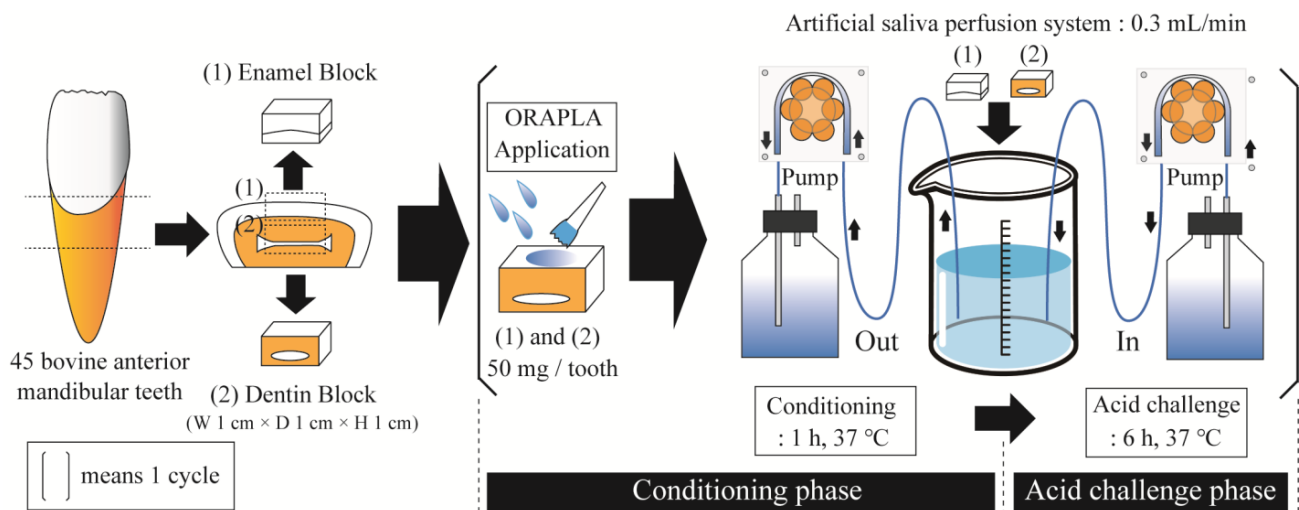 Artificial saliva perfusion system : 0.3 mL/min
(1) Enamel Block
(1)
(2)
ORAPLA
Application
(1)
(2)
Pump
Pump
(1) and (2)
50 mg / tooth
Out
In
45 bovine anterior
mandibular teeth
(2) Dentin Block
(W 1 cm × D 1 cm × H 1 cm)
Conditioning
: 1 h, 37 ℃
Acid challenge
: 6 h, 37 ℃
means 1 cycle
Conditioning phase
Acid challenge phase